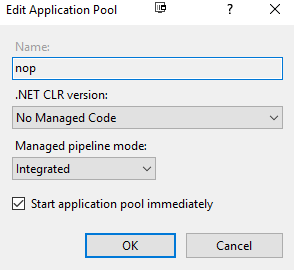 Edit Application Pool
?
Name:
nop
.NET CLR version:
No Managed Code
Managed pipeline mode:
Integrated
Start application pool immediately
OK Cancel